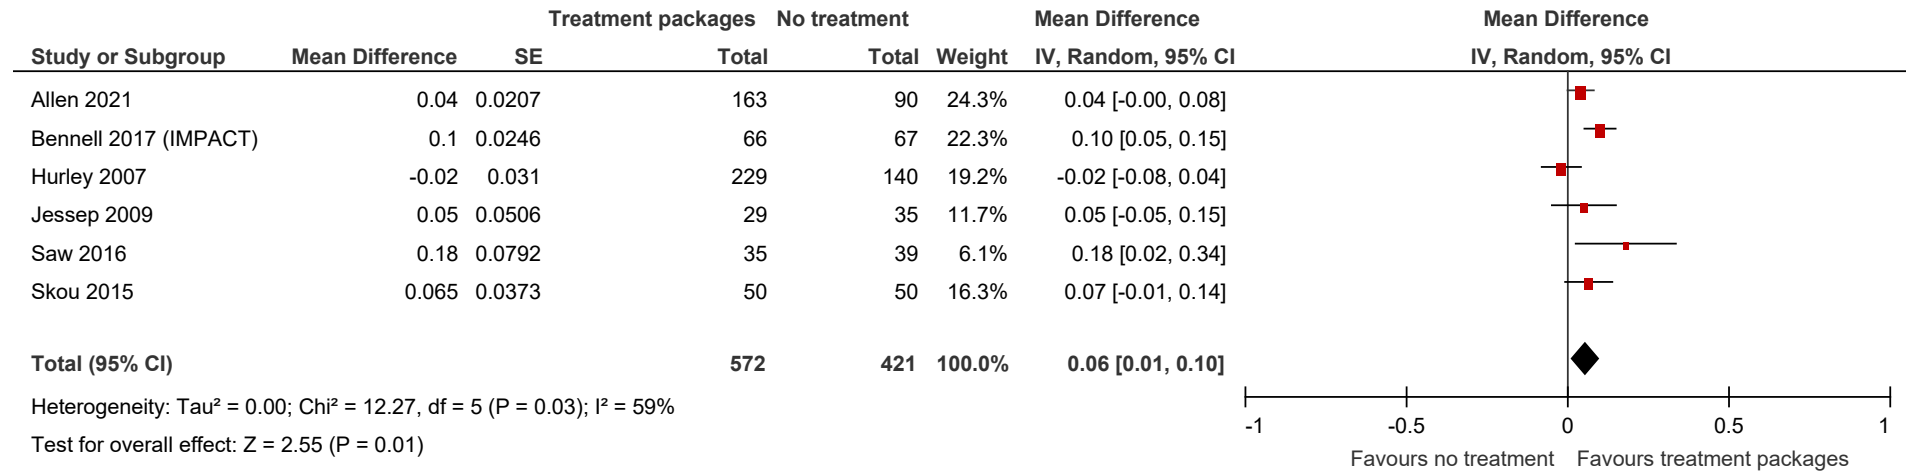 Treatment packages No treatment Mean Difference Mean Difference
Study or Subgroup Mean Difference SE Total Total Weight IV, Random, 95% CI IV, Random, 95% CI
Allen 2021 0.04 0.0207 163 90 24.3% 0.04 [-0.00, 0.08]
Bennell 2017 (IMPACT) 0.1 0.0246 66 67 22.3% 0.10 [0.05, 0.15]
Hurley 2007 -0.02 0.031 229 140 19.2% -0.02 [-0.08, 0.04]
Jessep 2009 0.05 0.0506 29 35 11.7% 0.05 [-0.05, 0.15]
Saw 2016 0.18 0.0792 35 39 6.1% 0.18 [0.02, 0.34]
Skou 2015 0.065 0.0373 50 50 16.3% 0.07 [-0.01, 0.14]
Total (95% CI) 572 421 100.0% 0.06 [0.01, 0.10]
Heterogeneity: Tau² = 0.00; Chi² = 12.27, df = 5 (P = 0.03); I² = 59%
Test for overall effect: Z = 2.55 (P = 0.01)
-1 -0.5 0 0.5 1
Favours no treatment Favours treatment packages